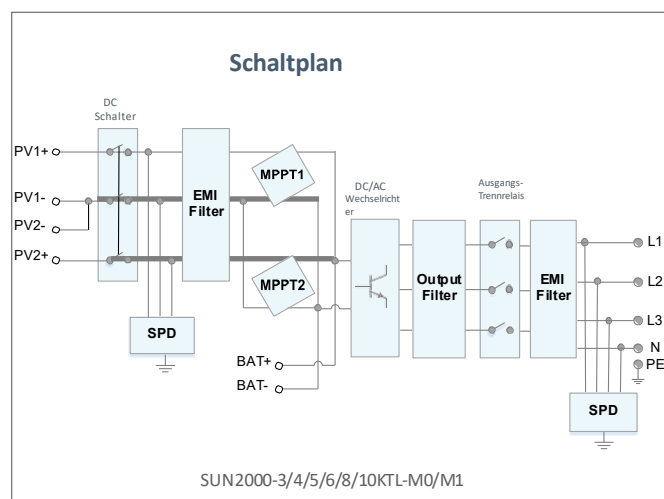 Schaltplan
DC
Schalter
PV1+
PV1-
PV2-
PV2+
EMI
Filter
MPPT1
MPPT2
SPD
BAT+
BAT-
DC/AC
Wechselricht
er
Output
Filter
Ausgangs-
Trennrelais
EMI
Filter
L1
L2
L3
N
PE
SPD
SUN2000-3/4/5/6/8/10KTL-M0/M1